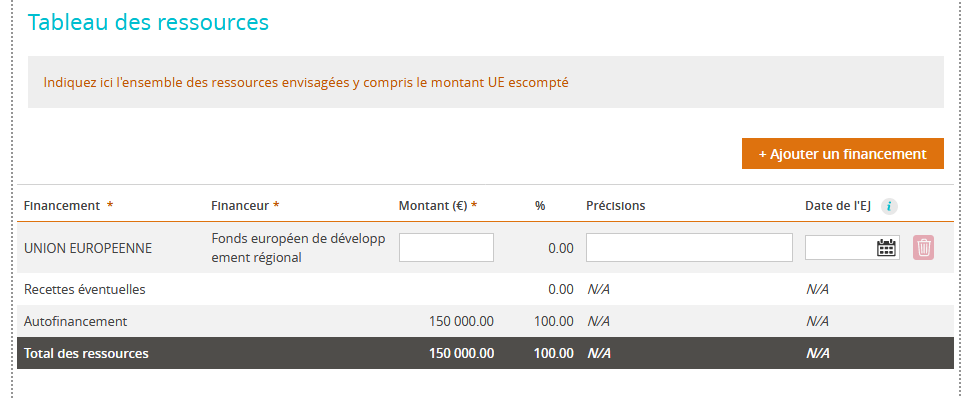 Tableau des ressources
Indiquez ici l'ensemble des ressources envisagées y compris le montant UE escompté
+ Ajouter un financement
Financement * Financeur * Montant (€) * % Précisions Date de l'EJ i
UNION EUROPEENNE Fonds européen de développ 0.00
ement régional
Recettes éventuelles 0.00 N/A N/A
Autofinancement 150 000.00 100.00 N/A N/A
Total des ressources 150 000.00 100.00 N/A N/A